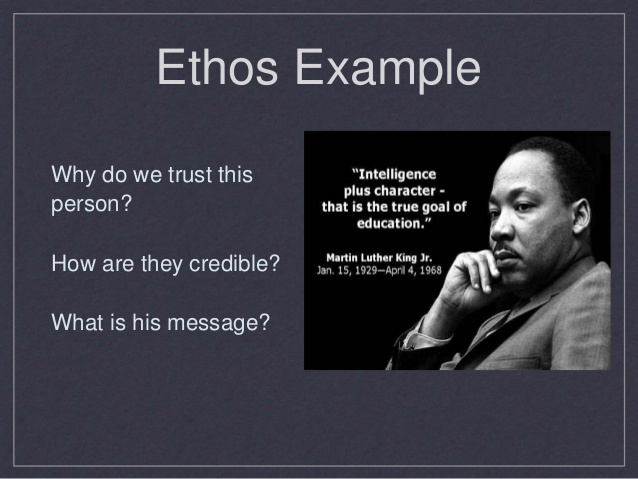 Ethos Example
Why do we trust this
person?
How are they credible?
What is his message?
“Intelligence
plus character -
that is the true goal of
education.”
Martin Luther King Jr.
Jan. 15, 1929—April 4, 1968